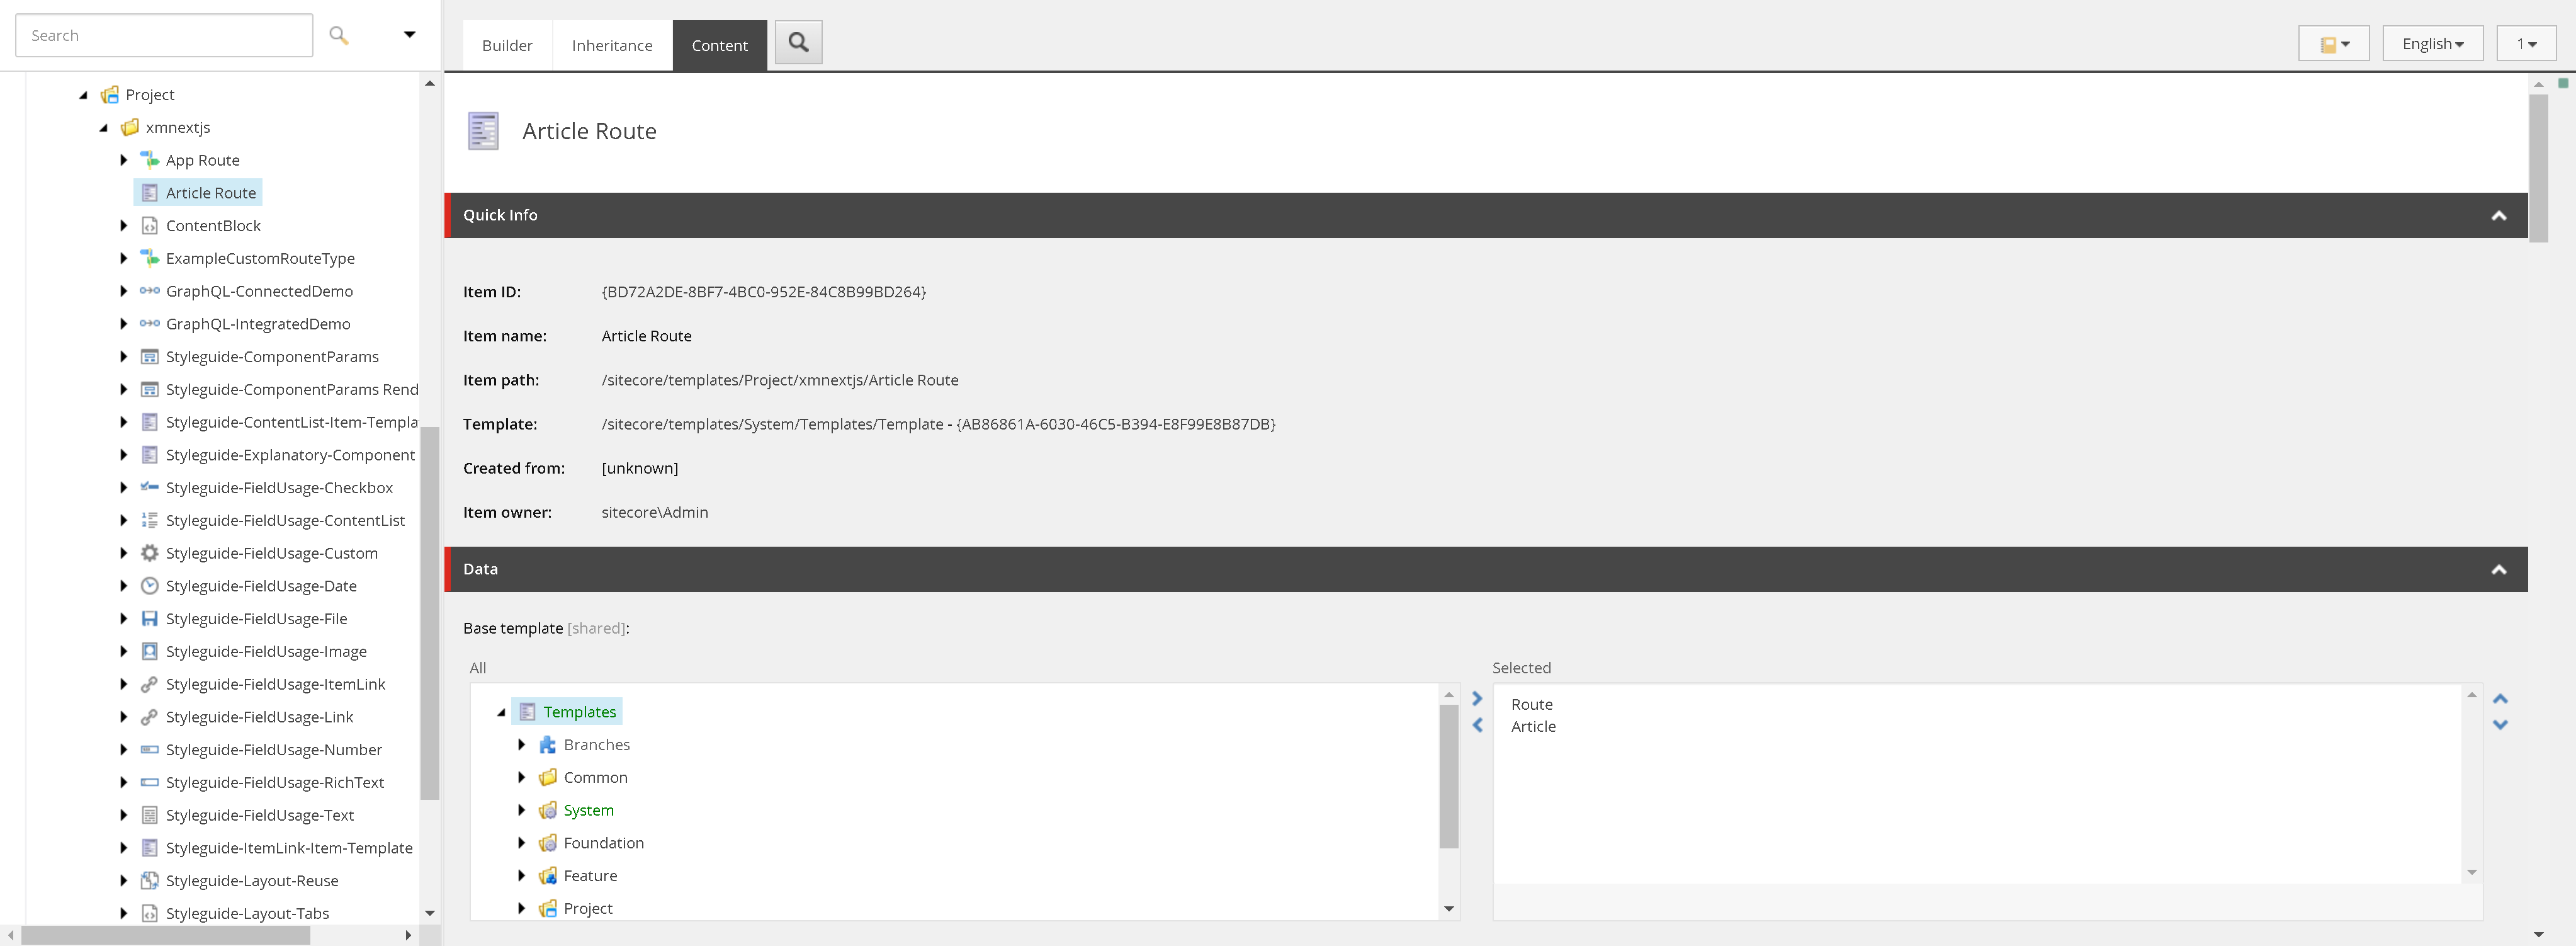 Search
Project
xmnextjs
App Route
Article Route
ContentBlock
ExampleCustomRouteType
GraphQL-ConnectedDemo
GraphQL-IntegratedDemo
Styleguide-ComponentParams
Styleguide-ComponentParams Rend
Styleguide-ContentList-Item-Templa
Styleguide-Explanatory-Component
Styleguide-FieldUsage-Checkbox
Styleguide-FieldUsage-ContentList
Styleguide-FieldUsage-Custom
Styleguide-FieldUsage-Date
Styleguide-FieldUsage-File
Styleguide-FieldUsage-Image
Styleguide-FieldUsage-ItemLink
Styleguide-FieldUsage-Link
Styleguide-FieldUsage-Number
Styleguide-FieldUsage-RichText
Styleguide-FieldUsage-Text
Styleguide-ItemLink-Item-Template
Styleguide-Layout-Reuse
Styleguide-Layout-Tabs
Builder Inheritance Content
English 1
Article Route
Quick Info
Item ID: {BD72A2DE-8BF7-4BC0-952E-84C8B99BD264}
Item name: Article Route
Item path: /sitecore/templates/Project/xmnextjs/Article Route
Template: /sitecore/templates/System/Templates/Template - {AB86861A-6030-46C5-B394-E8F99E8B87DB}
Created from: [unknown]
Item owner: sitecore\Admin
Data
Base template [shared]:
All
Templates
Branches
Common
System
Foundation
Feature
Project
Selected
Route
Article